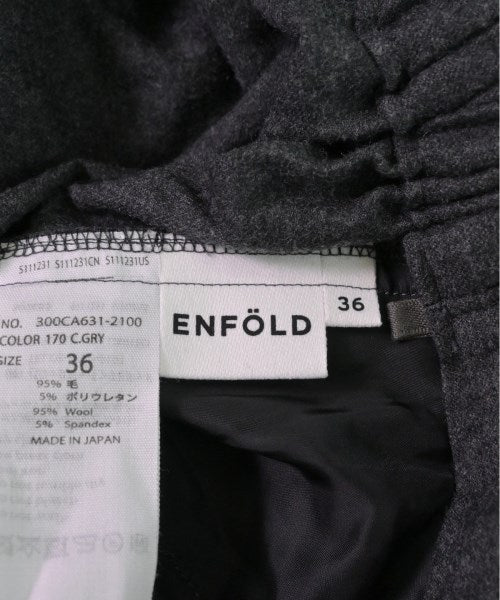 S111231 S111231CN S111231US
NO. 300CA631-2100
COLOR 170 C.GRY
SIZE 36
95% 毛
5% ポリウレタン
95% Wool
5% Spandex
MADE IN JAPAN
ENFÖLD
36